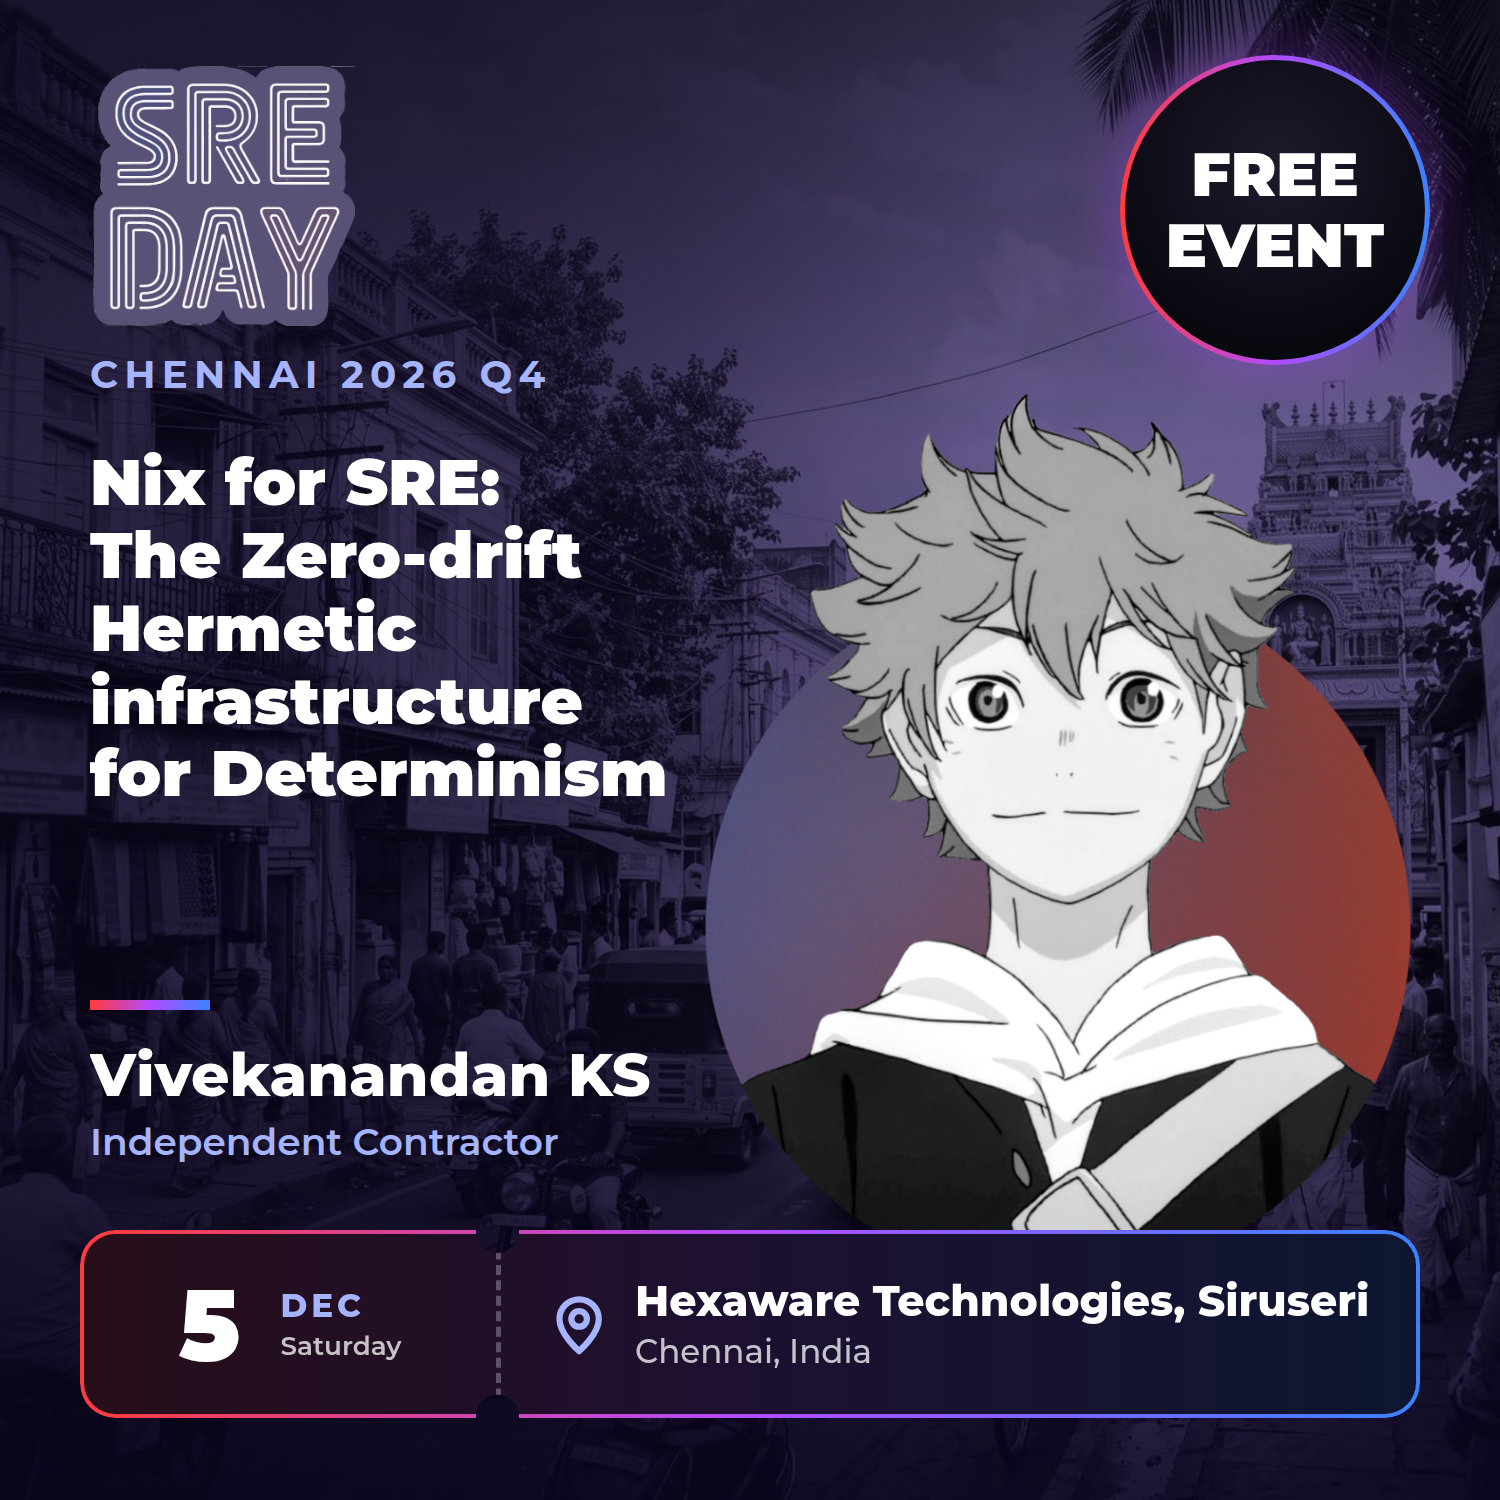 SRE
DAY
FREE
EVENT
CHENNAI 2026 Q4
Nix for SRE:
The Zero-drift
Hermetic
infrastructure
for Determinism
Vivekanandan KS
Independent Contractor
5
DEC
Saturday
Hexaware Technologies, Siruseri
Chennai, India